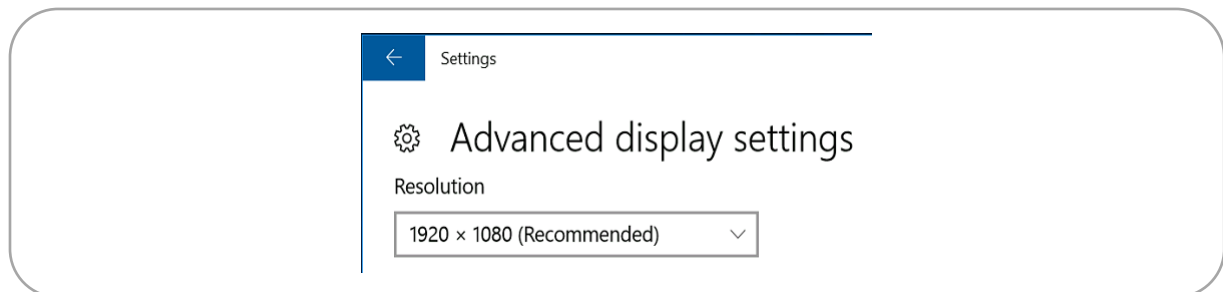 Settings
Advanced display settings
Resolution
1920 × 1080 (Recommended)